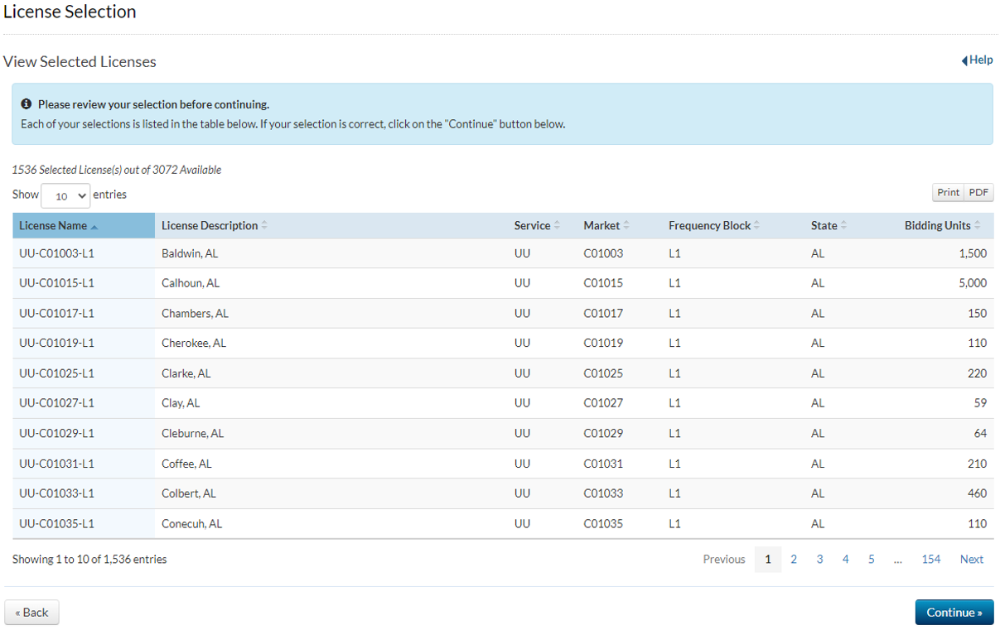 License Selection
View Selected Licenses
Help
Please review your selection before continuing.
Each of your selections is listed in the table below. If your selection is correct, click on the "Continue" button below.
1536 Selected License(s) out of 3072 Available
Show 10 entries
Print PDF
License Name License Description Service Market Frequency Block State Bidding Units
UU-C01003-L1 Baldwin, AL UU C01003 L1 AL 1,500
UU-C01015-L1 Calhoun, AL UU C01015 L1 AL 5,000
UU-C01017-L1 Chambers, AL UU C01017 L1 AL 150
UU-C01019-L1 Cherokee, AL UU C01019 L1 AL 110
UU-C01025-L1 Clarke, AL UU C01025 L1 AL 220
UU-C01027-L1 Clay, AL UU C01027 L1 AL 59
UU-C01029-L1 Cleburne, AL UU C01029 L1 AL 64
UU-C01031-L1 Coffee, AL UU C01031 L1 AL 210
UU-C01033-L1 Colbert, AL UU C01033 L1 AL 460
UU-C01035-L1 Conecuh, AL UU C01035 L1 AL 110
Showing 1 to 10 of 1,536 entries
Previous 1 2 3 4 5 ... 154 Next
« Back
Continue »